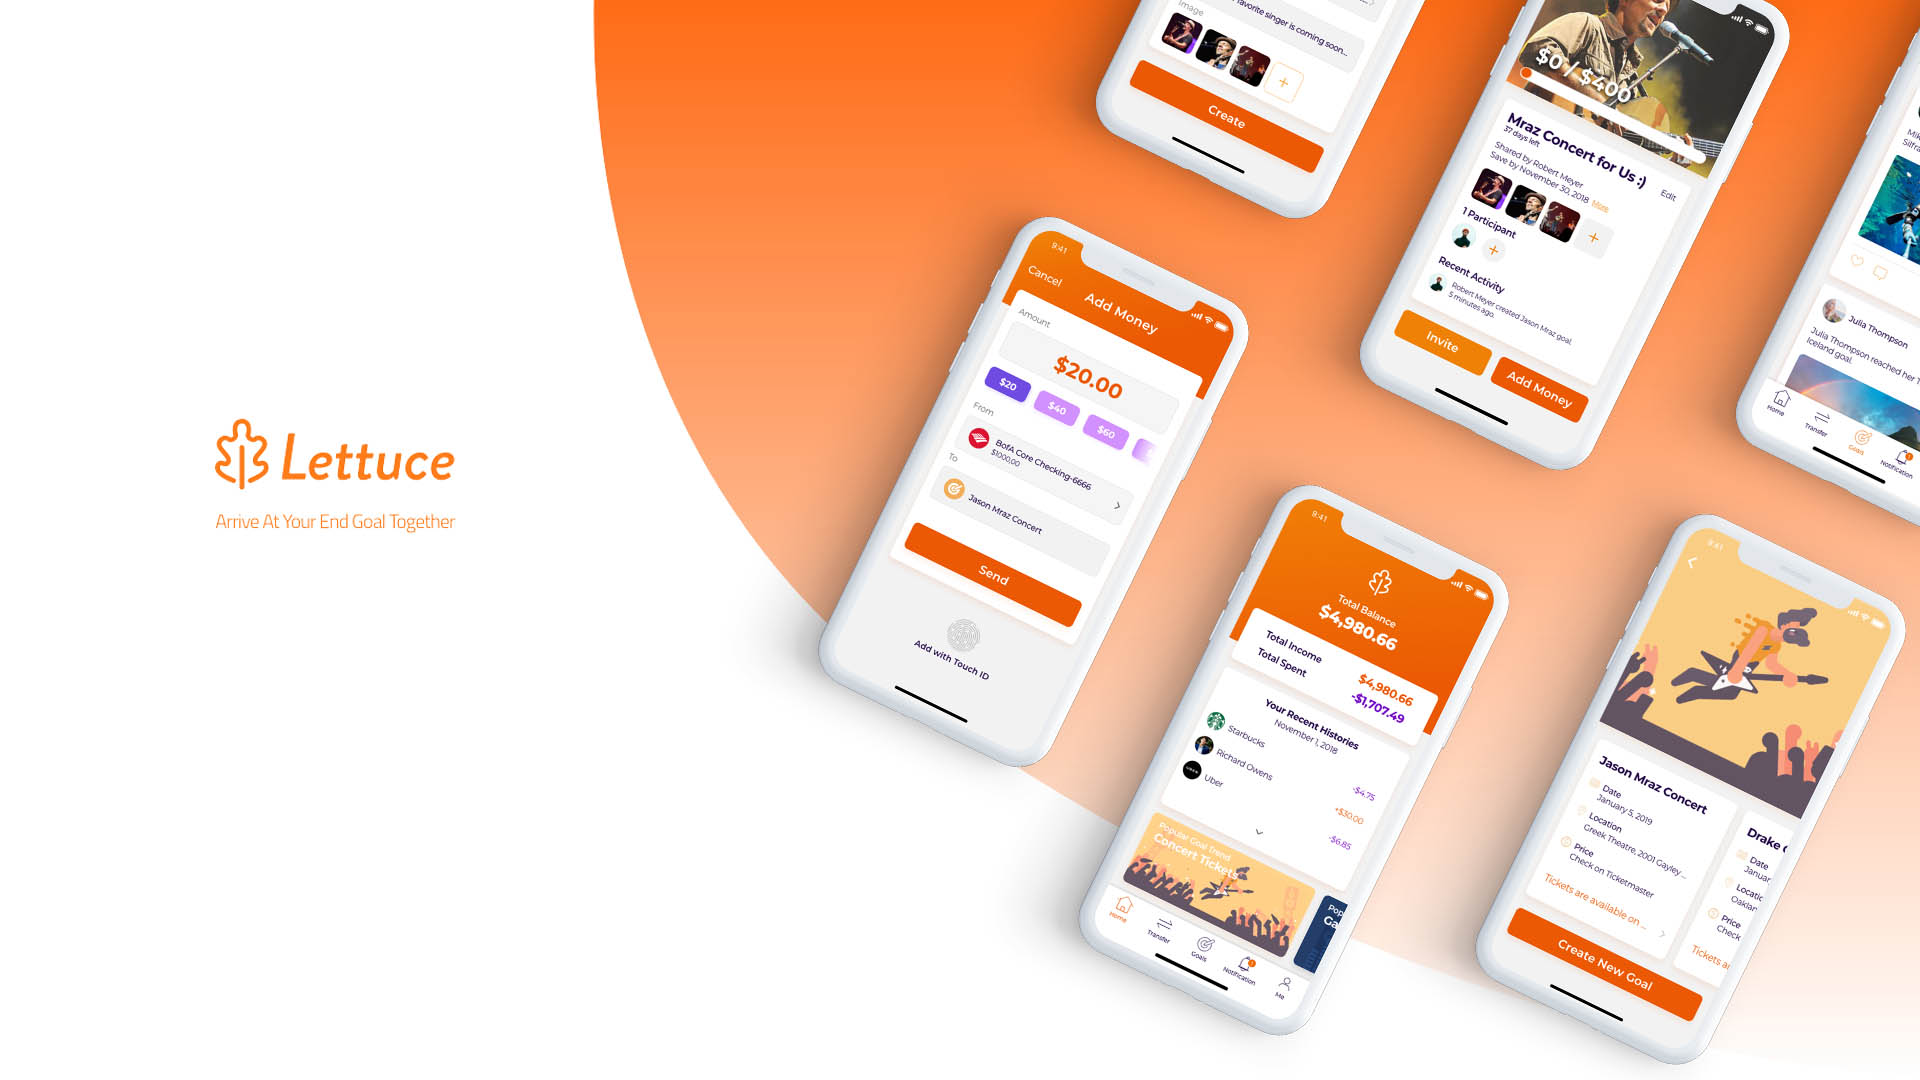 Lettuce
Arrive At Your End Goal Together
Image
favorite singer is coming soon...
+
Create
$0 / $400
Mraz Concert for Us :)
37 days left
Edit
Shared by Robert Meyer
Save by November 30, 2018 More
+
1 Participant
+
Recent Activity
Robert Meyer created Jason Mraz goal.
5 minutes ago.
Invite
Add Money
Julia Thompson
Julia Thompson reached her
Iceland goal.
Home
Transfer
Goals
Notification
9:41
Cancel
Add Money
Amount
$20.00
$20
$40
$60
From
BofA Core Checking-6666
$1000.00
To
Jason Mraz Concert
Send
Add with Touch ID
9:41
Total Balance
$4,980.66
Total Income
$4,980.66
Total Spent
-$1,707.49
Your Recent Histories
November 1, 2018
Starbucks
-$4.75
Richard Owens
+$30.00
Uber
-$6.85
Popular Goal Trend
Concert Tickets
Pop
Ga
Home
Transfer
Goals
Notification
Me
9:41
Jason Mraz Concert
Date
January 5, 2019
Location
Greek Theatre, 2001 Gayley...
Price
Check on Ticketmaster
Tickets are available on ...
Drake
Date
Januar
Locatic
Oaklan
Price
Check
Tickets ar
Create New Goal